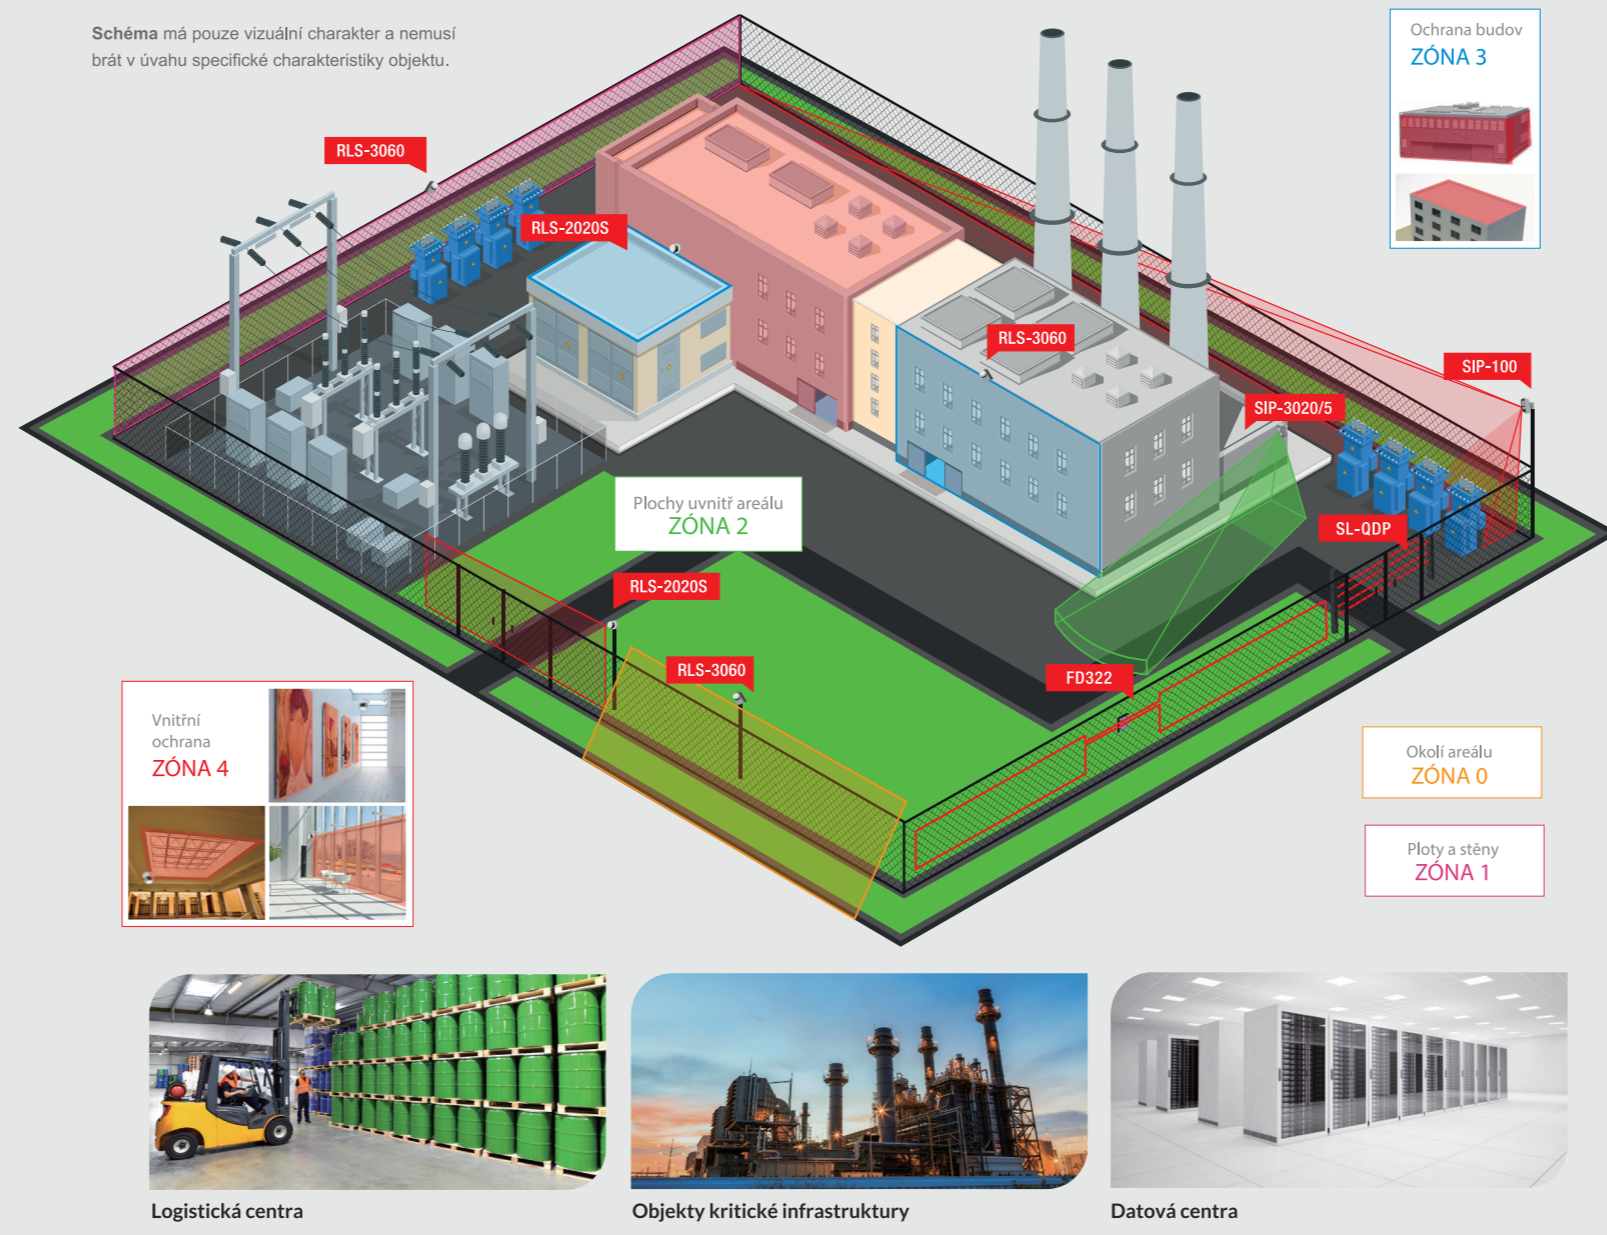 Schéma má pouze vizuální charakter a nemusí
brát v úvahu specifické charakteristiky objektu.
Ochrana budov
ZÓNA 3
RLS-3060
RLS-2020S
RLS-3060
SIP-100
SIP-3020/5
Plochy uvnitř areálu
ZÓNA 2
SL-QDP
RLS-2020S
RLS-3060
FD322
Vnitřní
ochrana
ZÓNA 4
Okolí areálu
ZÓNA 0
Ploty a stěny
ZÓNA 1
Logistická centra
Objekty kritické infrastruktury
Datová centra